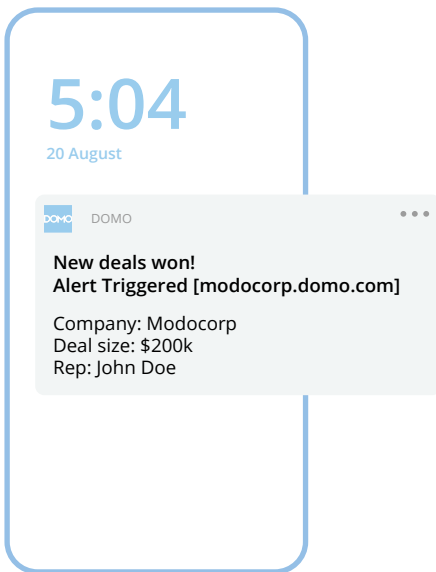 5:04
20 August
DOMO DOMO
New deals won!
Alert Triggered [modocorp.domo.com]
Company: Modocorp
Deal size: $200k
Rep: John Doe